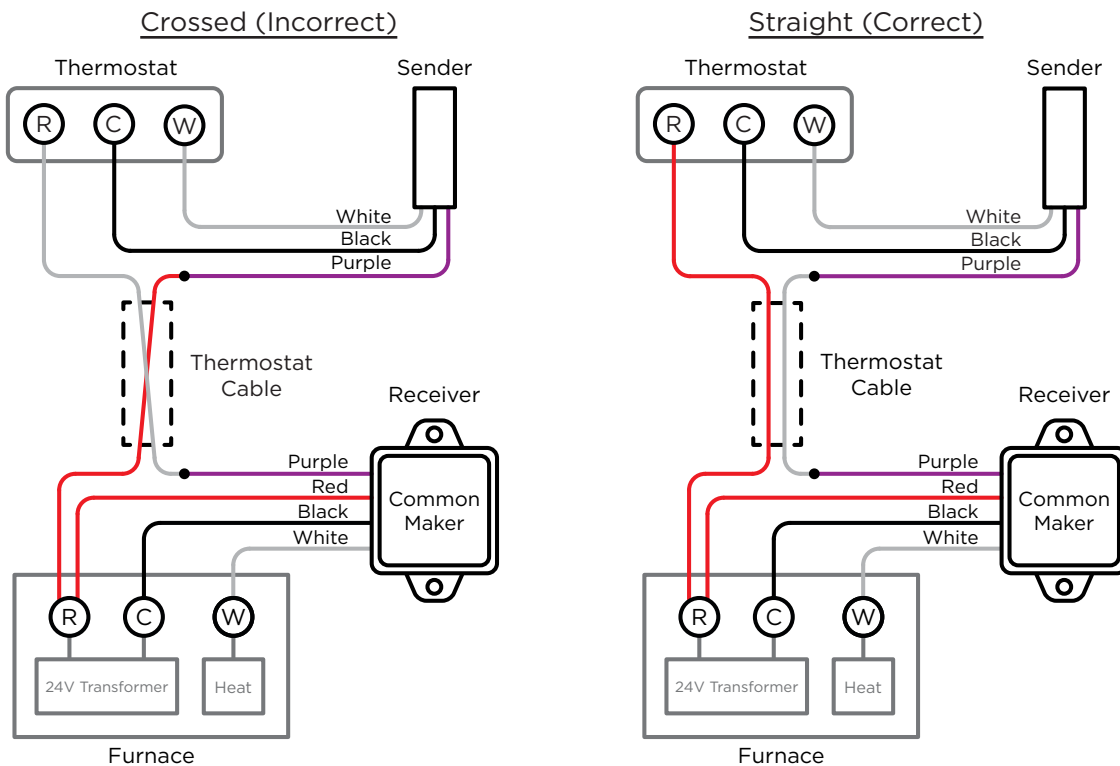 Crossed (Incorrect)
Thermostat
Sender
R
C
W
White
Black
Purple
Thermostat
Cable
Receiver
Purple
Red
Black
White
Common
Maker
R
C
W
24V Transformer
Heat
Furnace
Straight (Correct)
Thermostat
Sender
R
C
W
White
Black
Purple
Thermostat
Cable
Receiver
Purple
Red
Black
White
Common
Maker
R
C
W
24V Transformer
Heat
Furnace